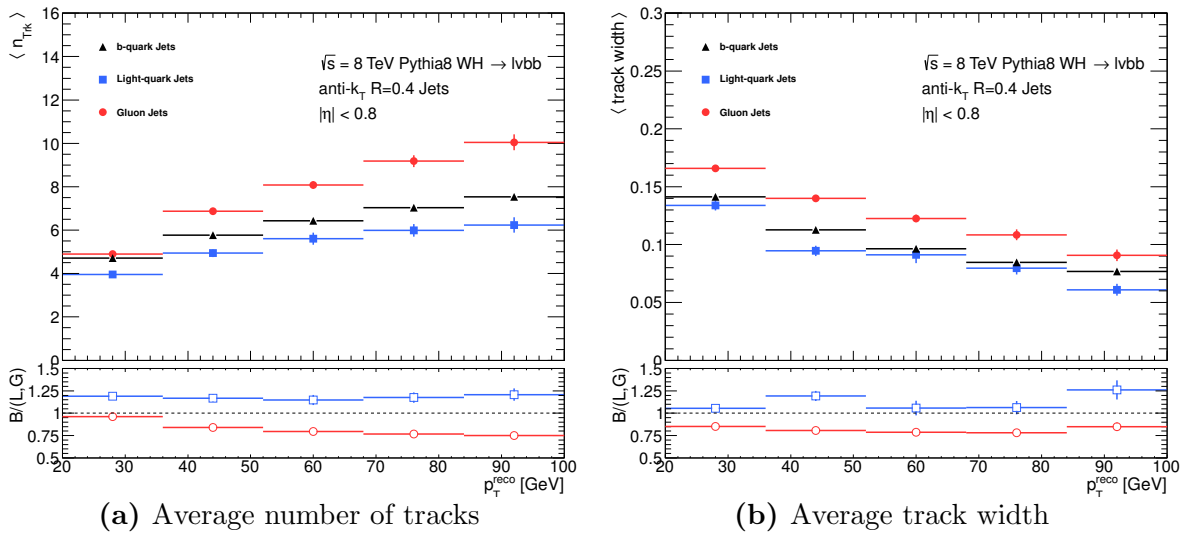 ⟨ n_Trk ⟩
16
14
12
10
8
6
4
2
0
b-quark Jets
Light-quark Jets
Gluon Jets
√s = 8 TeV Pythia8 WH → lvbb
anti-k_T R=0.4 Jets
|η| < 0.8
B/(L,G)
1.25
1
0.75
0.5
20 30 40 50 60 70 80 90 100
p_T^reco [GeV]
(a) Average number of tracks
⟨ track width ⟩
0.3
0.25
0.2
0.15
0.1
0.05
0
b-quark Jets
Light-quark Jets
Gluon Jets
√s = 8 TeV Pythia8 WH → lvbb
anti-k_T R=0.4 Jets
|η| < 0.8
B/(L,G)
1.25
1
0.75
0.5
20 30 40 50 60 70 80 90 100
p_T^reco [GeV]
(b) Average track width